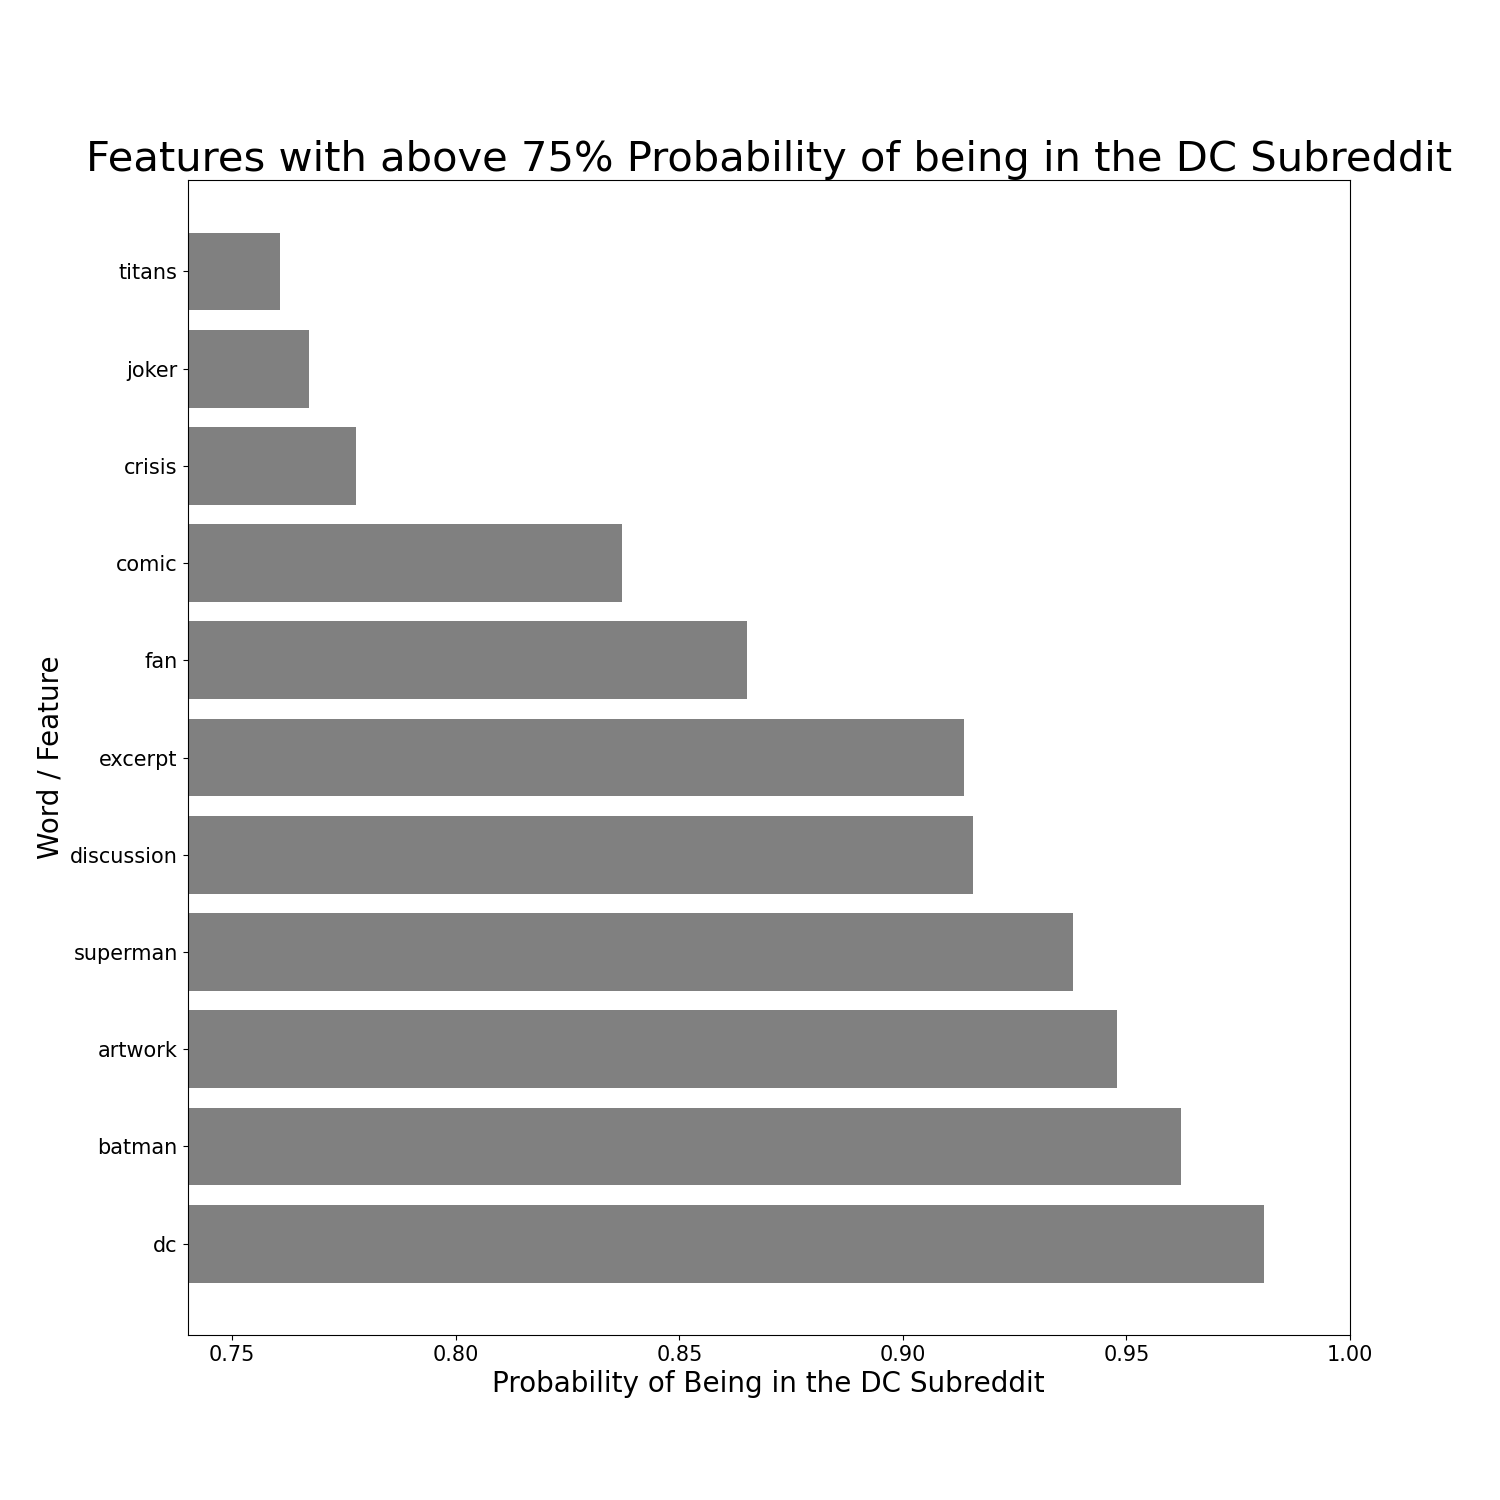 Features with above 75% Probability of being in the DC Subreddit
Word / Feature
titans
joker
crisis
comic
fan
excerpt
discussion
superman
artwork
batman
dc
0.75 0.80 0.85 0.90 0.95 1.00
Probability of Being in the DC Subreddit